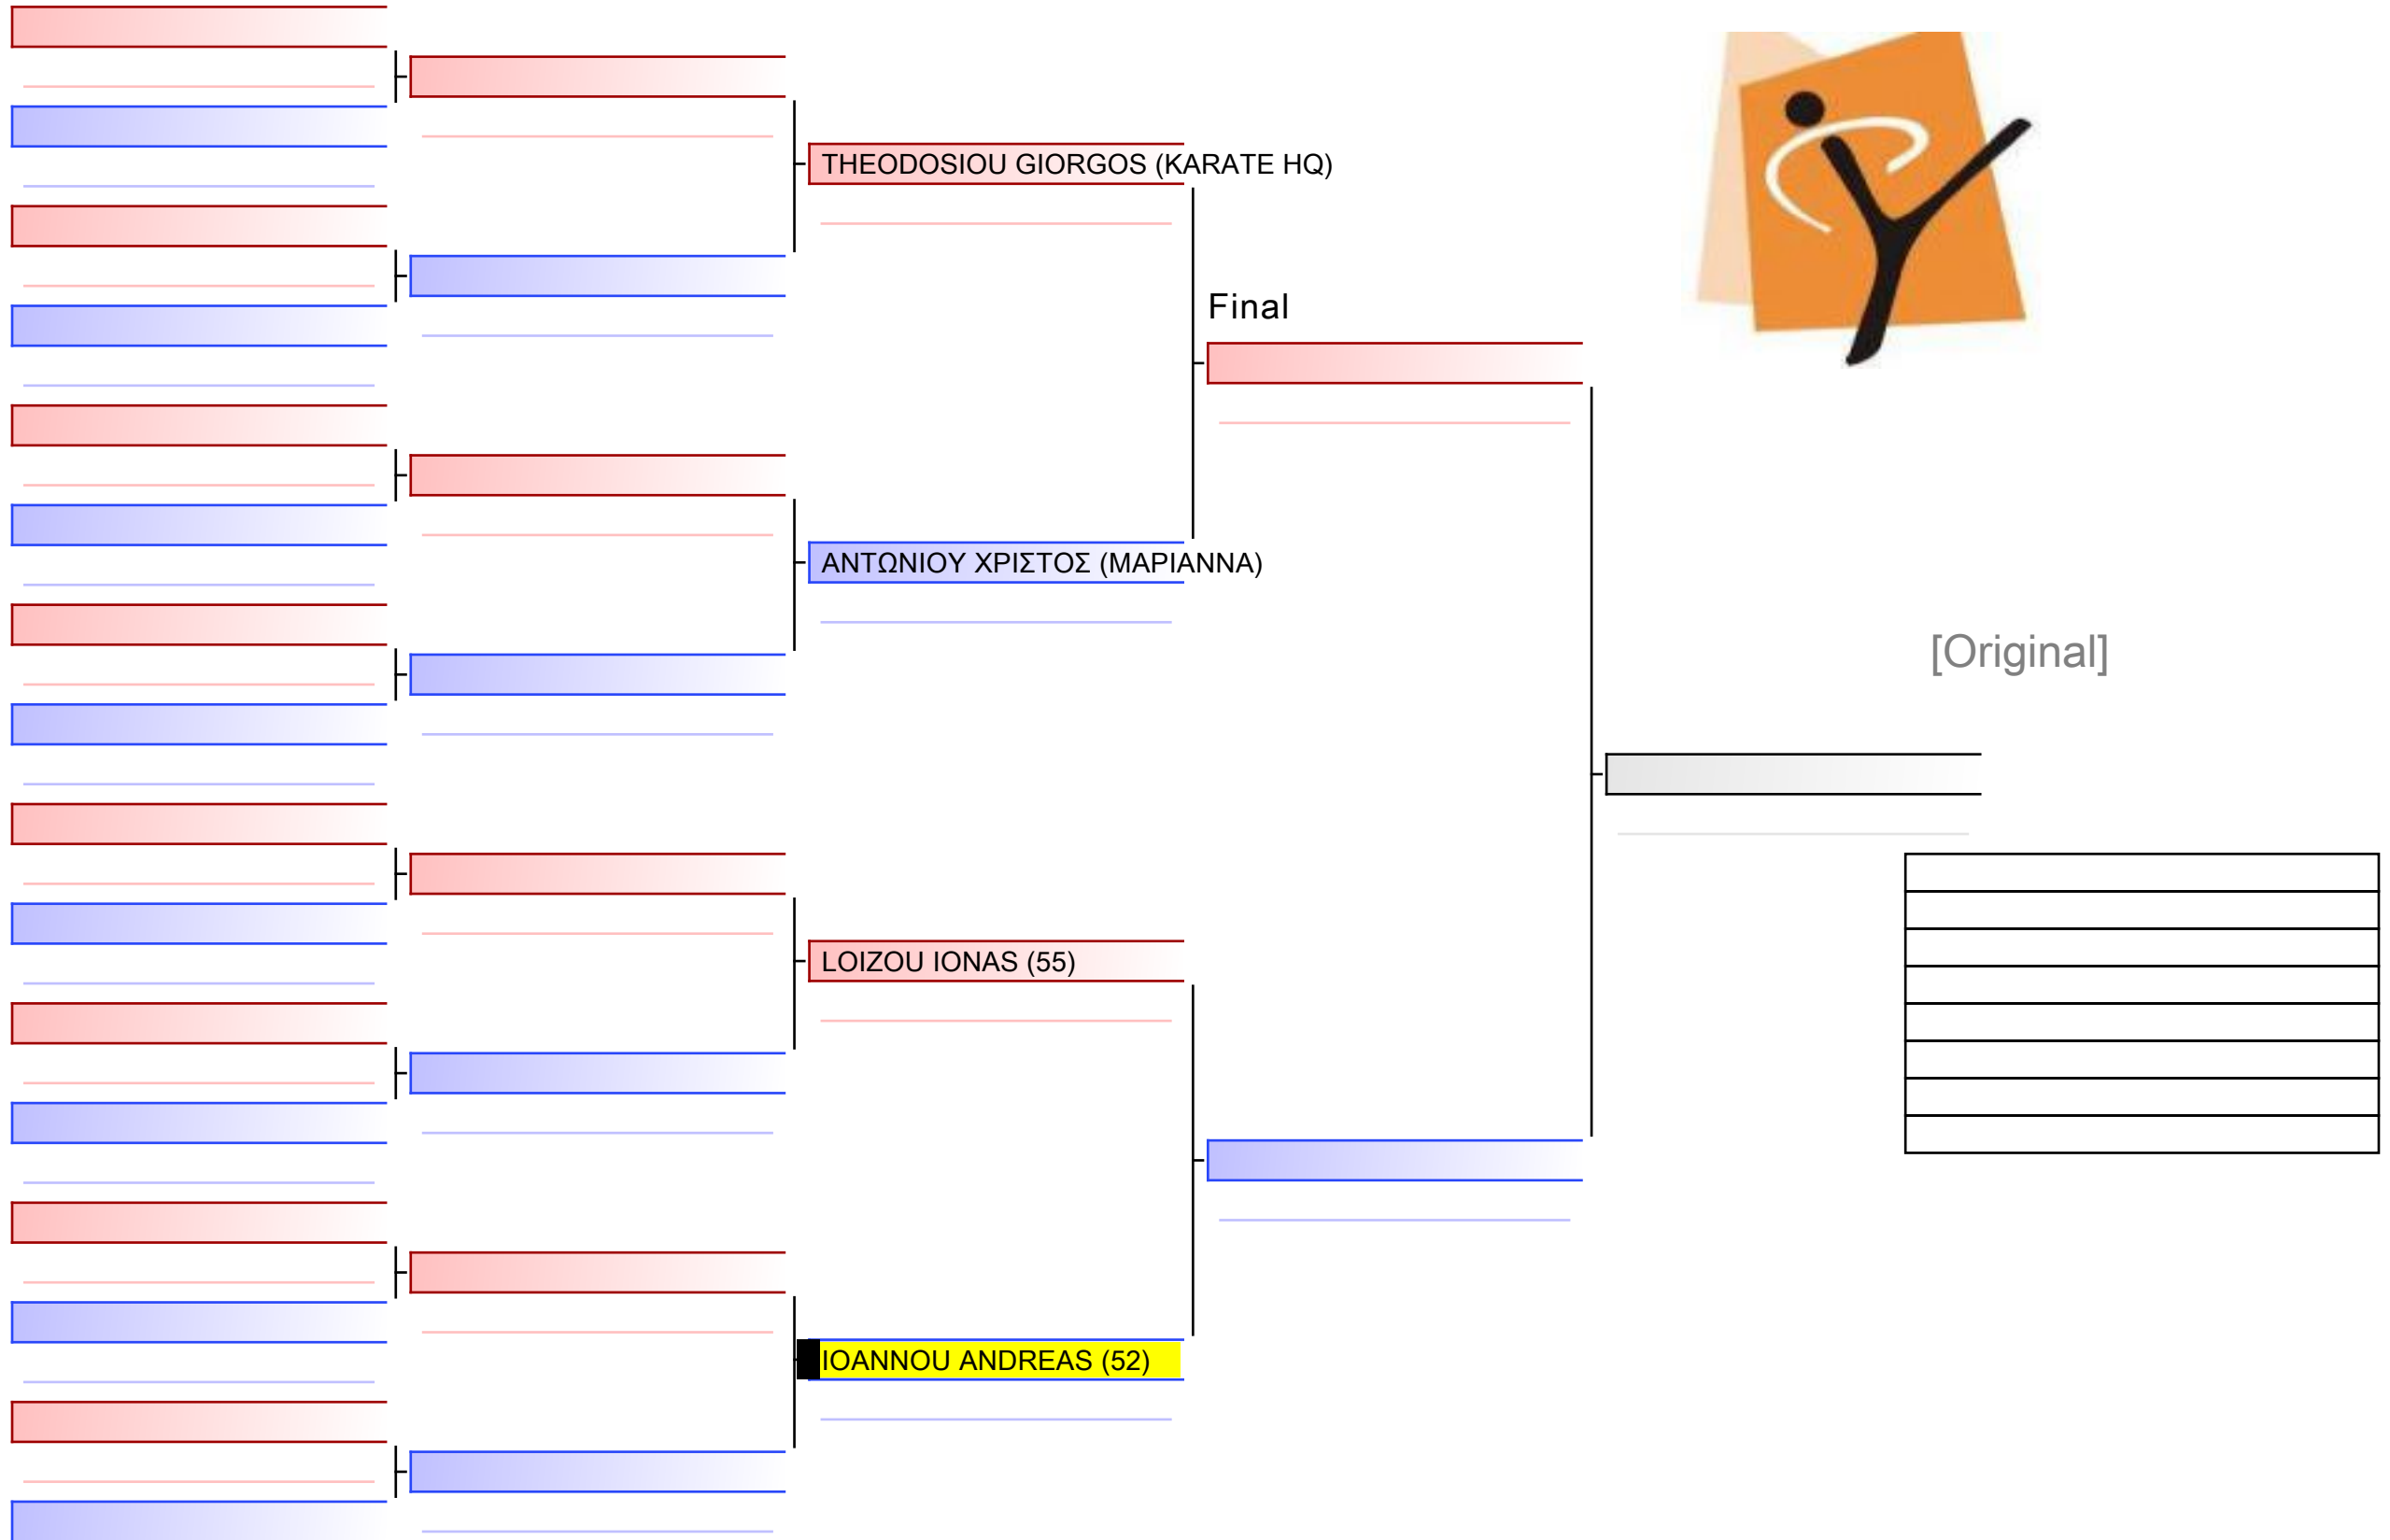 THEODOSIOU GIORGOS (KARATE HQ)
Final
ΑΝΤΩΝΙΟΥ ΧΡΙΣΤΟΣ (ΜΑΡΙΑΝΝΑ)
[Original]
LOIZOU IONAS (55)
IOANNOU ANDREAS (52)